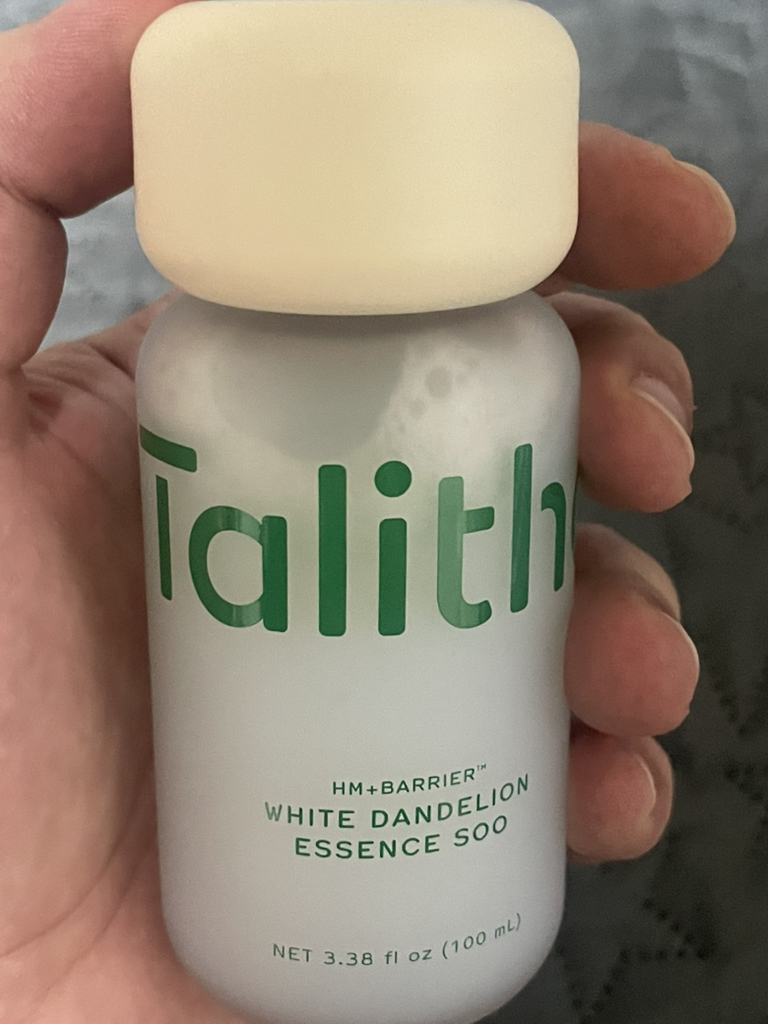 Talith
HM+BARRIER™
WHITE DANDELION
ESSENCE SOO
NET 3.38 fl oz (100 mL)